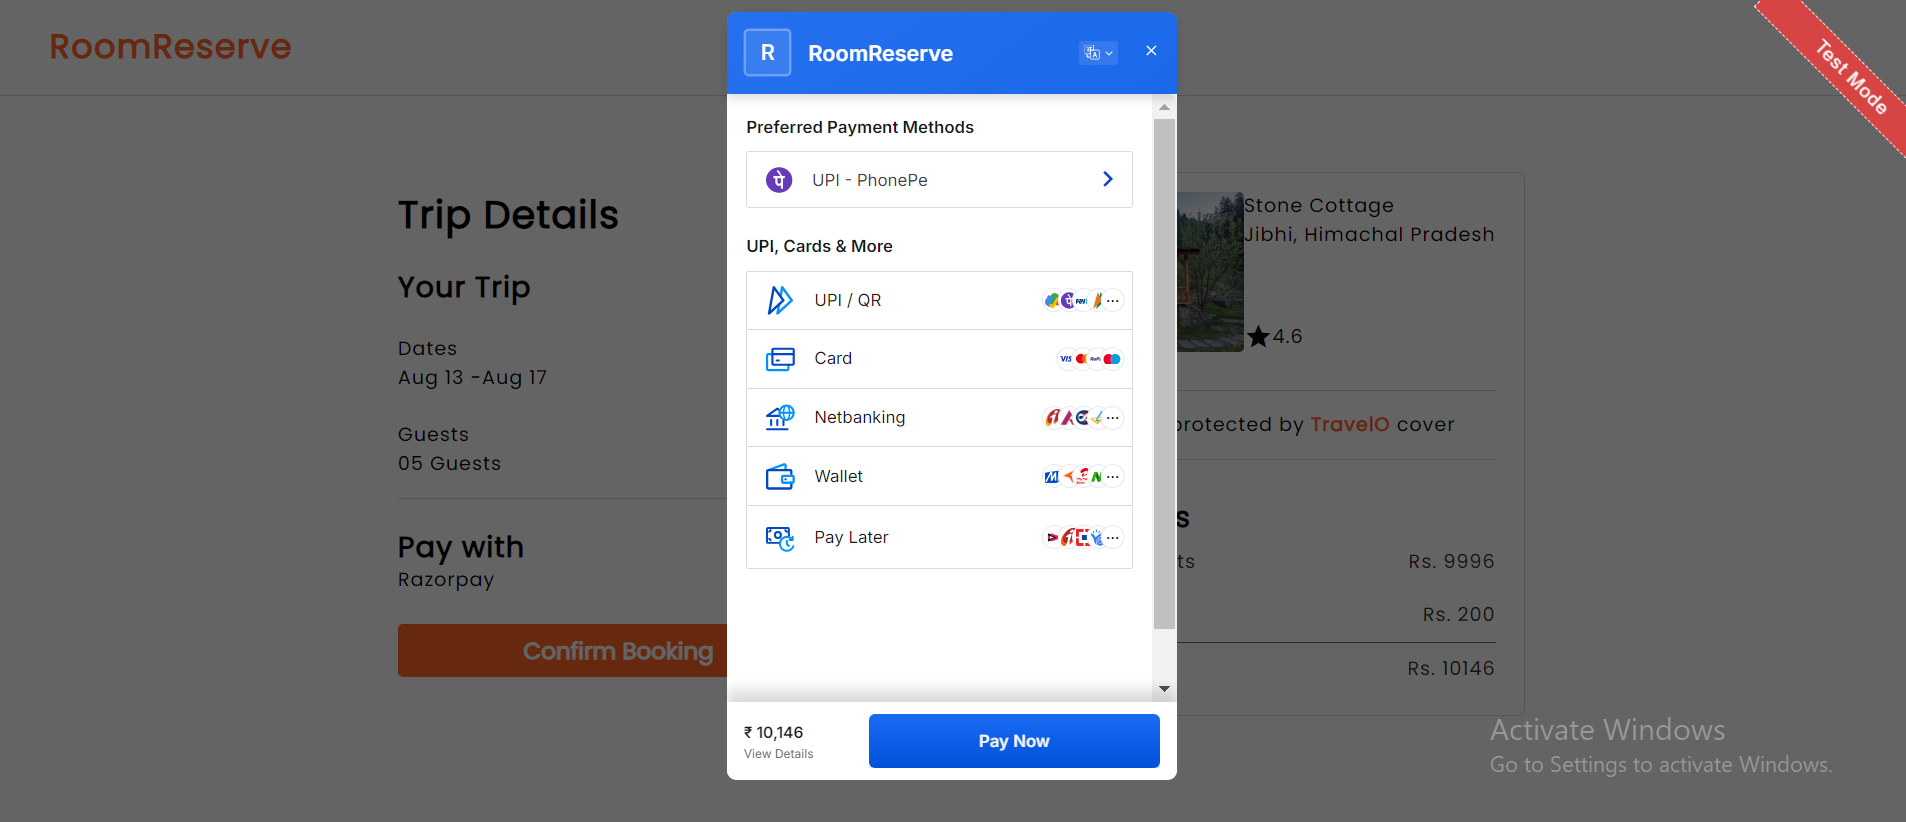 RoomReserve
Test Mode
Trip Details
Your Trip
Dates
Aug 13 -Aug 17
Guests
05 Guests
Pay with
Razorpay
Confirm Booking
R
RoomReserve
Preferred Payment Methods
UPI - PhonePe
UPI, Cards & More
UPI / QR
Card
VISA
Netbanking
Wallet
Pay Later
₹ 10,146
View Details
Pay Now
Stone Cottage
Jibhi, Himachal Pradesh
4.6
protected by TravelO cover
s
ts
Rs. 9996
Rs. 200
Rs. 10146
Activate Windows
Go to Settings to activate Windows.